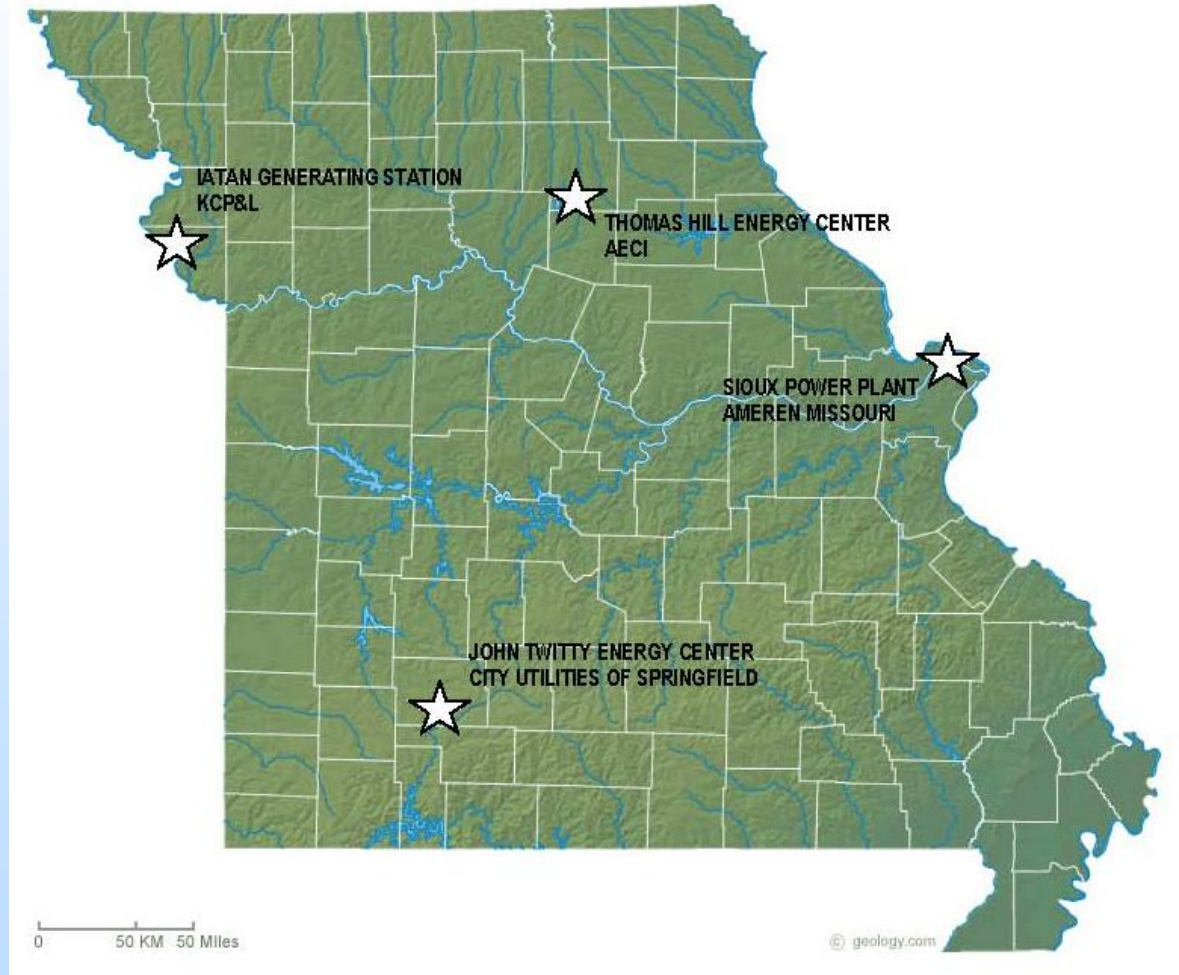 IATAN GENERATING STATION
KCP&L
THOMAS HILL ENERGY CENTER
AECI
SIOUX POWER PLANT
AMEREN MISSOURI
JOHN TWITTY ENERGY CENTER
CITY UTILITIES OF SPRINGFIELD
0 50 KM 50 Miles
© geology.com